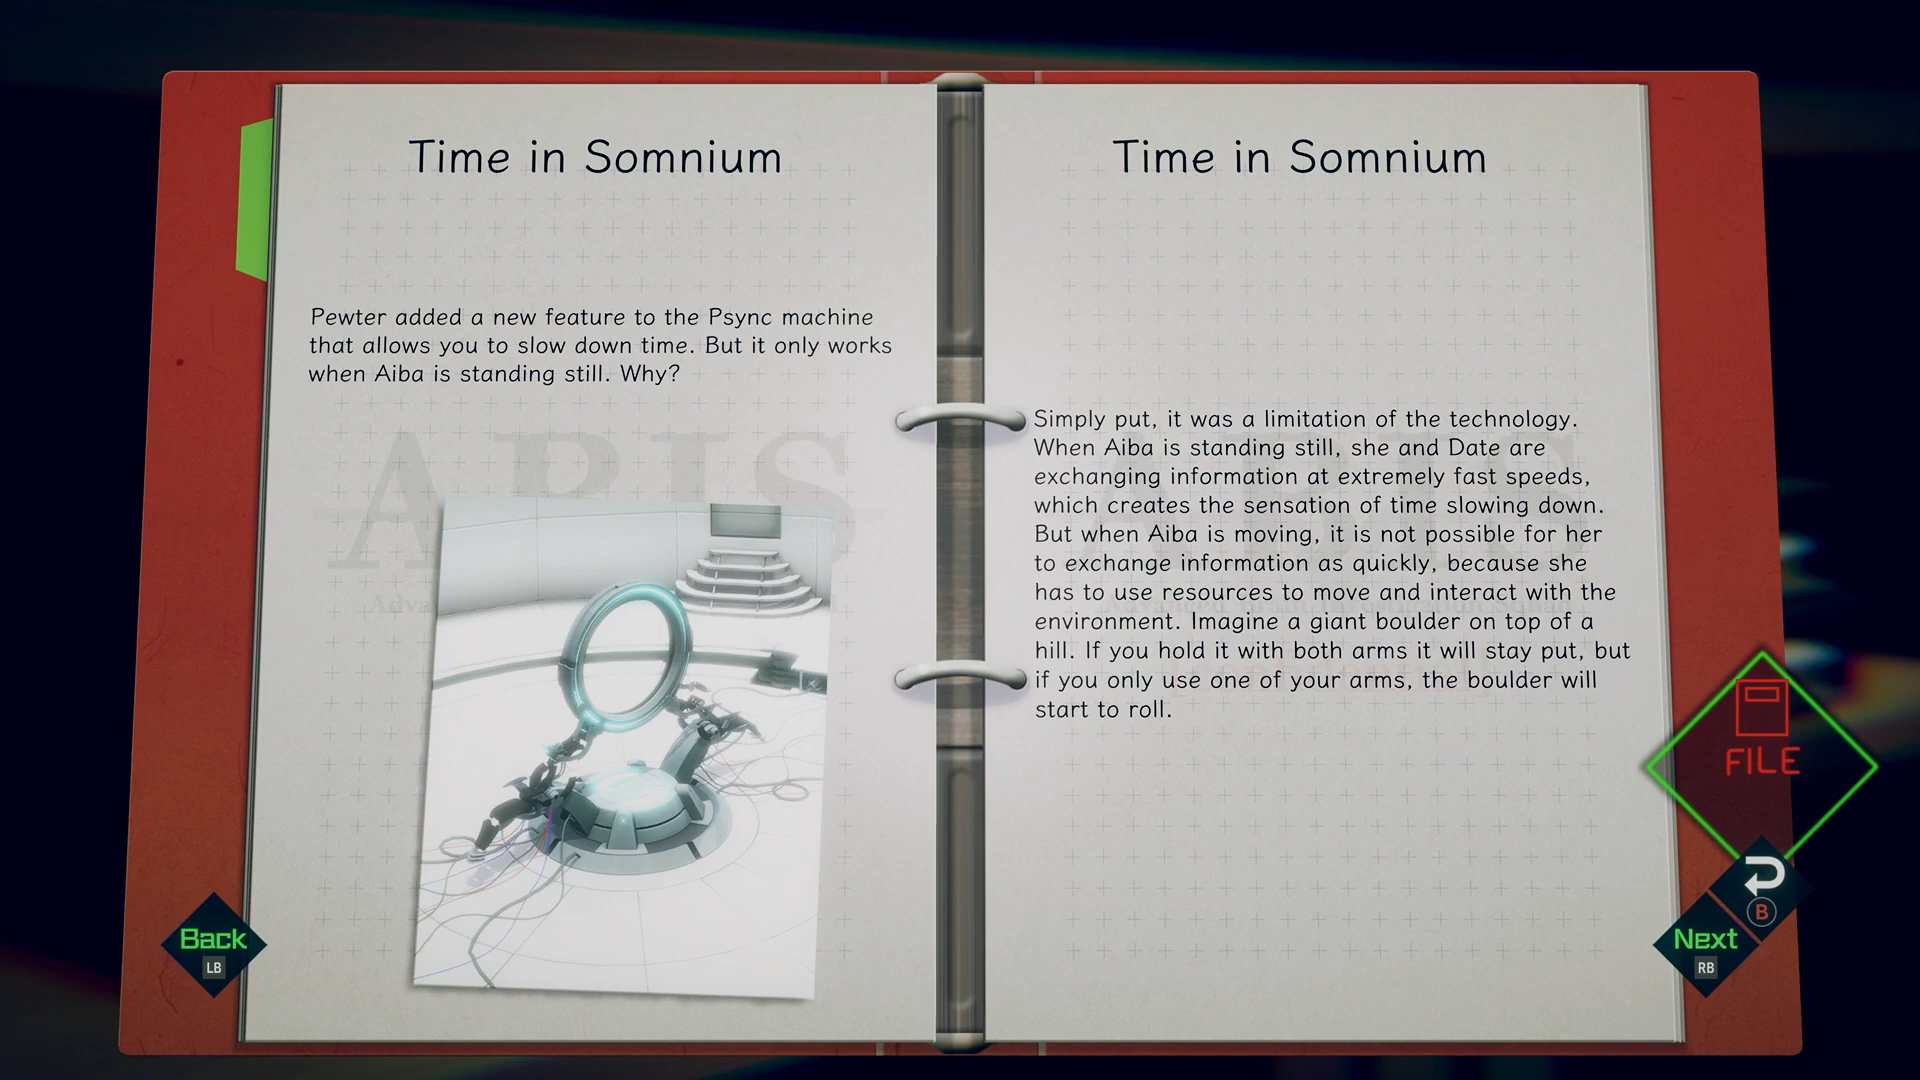 Time in Somnium
Pewter added a new feature to the Psync machine
that allows you to slow down time. But it only works
when Aiba is standing still. Why?
ABIS
Time in Somnium
Simply put, it was a limitation of the technology.
When Aiba is standing still, she and Date are
exchanging information at extremely fast speeds,
which creates the sensation of time slowing down.
But when Aiba is moving, it is not possible for her
to exchange information as quickly, because she
has to use resources to move and interact with the
environment. Imagine a giant boulder on top of a
hill. If you hold it with both arms it will stay put, but
if you only use one of your arms, the boulder will
start to roll.
FILE
B
Back
LB
Next
RB